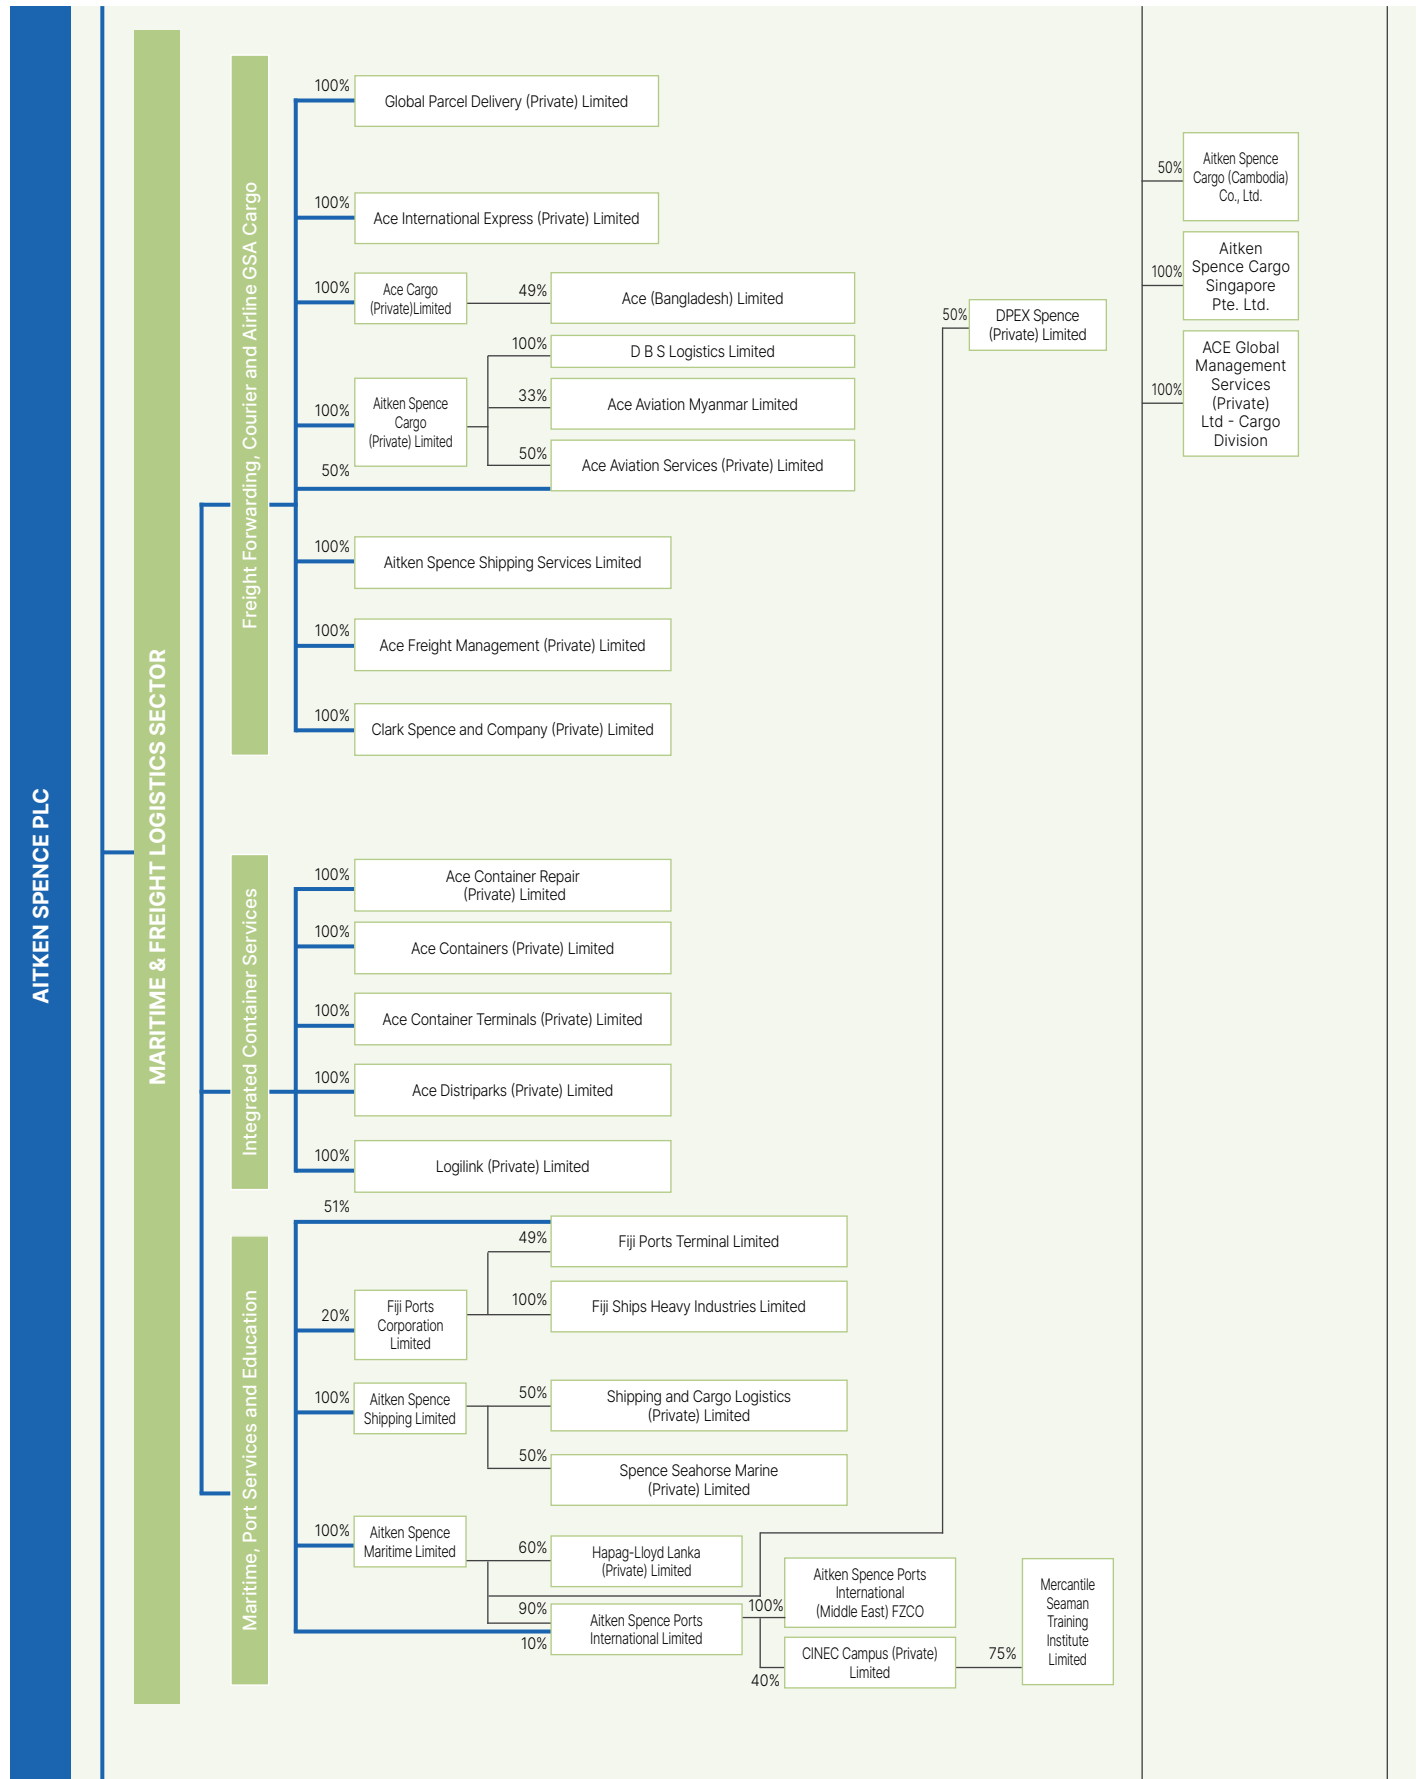 AITKEN SPENCE PLC
MARITIME & FREIGHT LOGISTICS SECTOR
Freight Forwarding, Courier and Airline GSA Cargo
100%
Global Parcel Delivery (Private) Limited
100%
Ace International Express (Private) Limited
100%
Ace Cargo
(Private)Limited
49%
Ace (Bangladesh) Limited
100%
Aitken Spence
Cargo
(Private) Limited
100%
D B S Logistics Limited
33%
Ace Aviation Myanmar Limited
50%
Ace Aviation Services (Private) Limited
50%
100%
Aitken Spence Shipping Services Limited
100%
Ace Freight Management (Private) Limited
100%
Clark Spence and Company (Private) Limited
50%
DPEX Spence
(Private) Limited
50%
Aitken Spence
Cargo (Cambodia)
Co., Ltd.
100%
Aitken
Spence Cargo
Singapore
Pte. Ltd.
100%
ACE Global
Management
Services
(Private)
Ltd - Cargo
Division
Integrated Container Services
100%
Ace Container Repair
(Private) Limited
100%
Ace Containers (Private) Limited
100%
Ace Container Terminals (Private) Limited
100%
Ace Distriparks (Private) Limited
100%
Logilink (Private) Limited
Maritime, Port Services and Education
51%
49%
Fiji Ports Terminal Limited
20%
Fiji Ports
Corporation
Limited
100%
Fiji Ships Heavy Industries Limited
100%
Aitken Spence
Shipping Limited
50%
Shipping and Cargo Logistics
(Private) Limited
50%
Spence Seahorse Marine
(Private) Limited
100%
Aitken Spence
Maritime Limited
60%
Hapag-Lloyd Lanka
(Private) Limited
90%
10%
Aitken Spence Ports
International Limited
100%
Aitken Spence Ports
International
(Middle East) FZCO
40%
CINEC Campus (Private)
Limited
75%
Mercantile
Seaman
Training
Institute
Limited